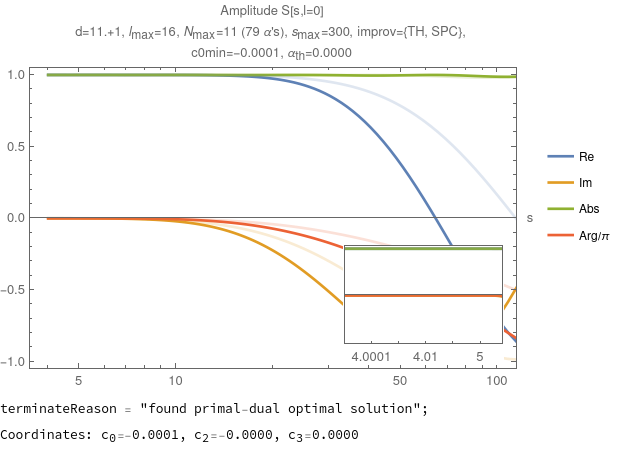 Amplitude S[s,l=0]
d=11.+1, lmax=16, Nmax=11 (79 α's), smax=300, improv={TH, SPC},
c0min=−0.0001, αth=0.0000
1.0
0.5
0.0
−0.5
−1.0
s
Re
Im
Abs
Arg/π
4.0001 4.01 5
5 10 50 100
terminateReason = "found primal-dual optimal solution";
Coordinates: c0=-0.0001, c2=-0.0000, c3=0.0000